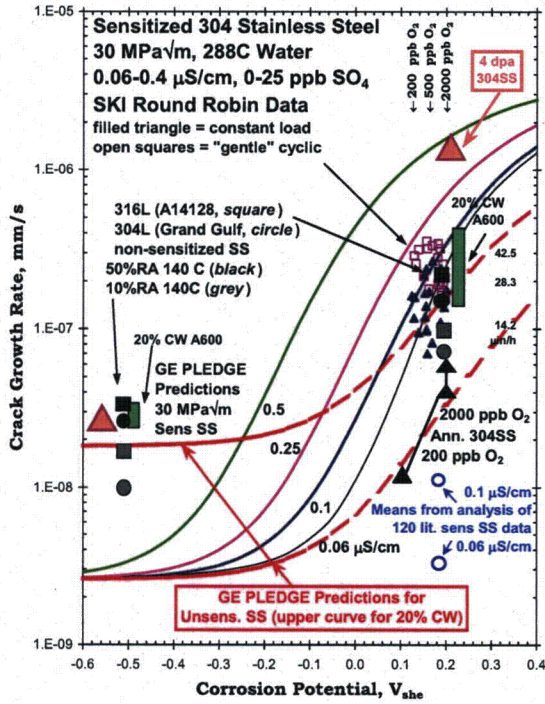 Sensitized 304 Stainless Steel
30 MPa√m, 288C Water
0.06-0.4 μS/cm, 0-25 ppb SO4
SKI Round Robin Data
filled triangle = constant load
open squares = "gentle" cyclic
← 200 ppb O2
← 500 ppb O2
← 2000 ppb O2
4 dpa
304SS
316L (A14128, square)
304L (Grand Gulf, circle)
non-sensitized SS
50%RA 140 C (black)
10%RA 140C (grey)
20% CW
A600
42.5
28.3
14.2
μin/h
20% CW A600
GE PLEDGE
Predictions
30 MPa√m
Sens SS
0.5
0.25
0.1
0.06 μS/cm
2000 ppb O2
Ann. 304SS
200 ppb O2
0.1 μS/cm
Means from analysis of
120 lit. sens SS data
0.06 μS/cm
GE PLEDGE Predictions for
Unsens. SS (upper curve for 20% CW)
Crack Growth Rate, mm/s
1.E-05
1.E-06
1.E-07
1.E-08
1.E-09
-0.6 -0.5 -0.4 -0.3 -0.2 -0.1 0.0 0.1 0.2 0.3 0.4
Corrosion Potential, Vshe